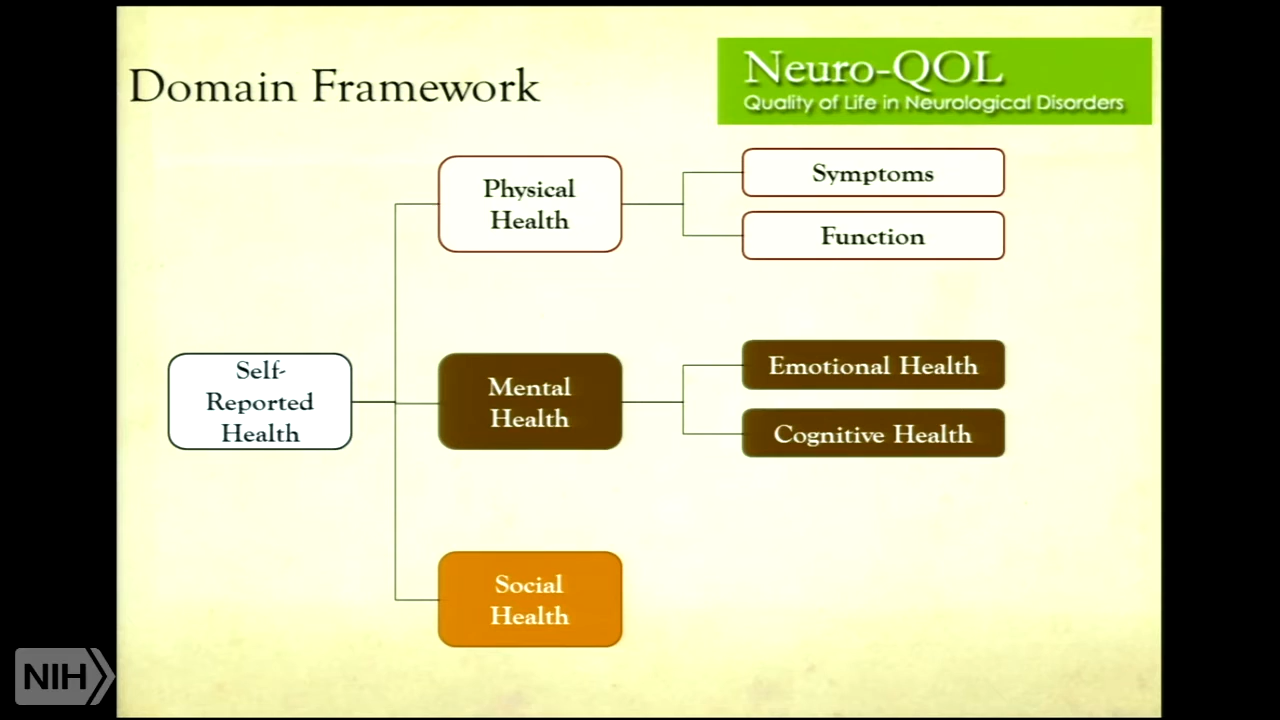 Domain Framework
Neuro-QOL
Quality of Life in Neurological Disorders
Physical
Health
Symptoms
Function
Self-
Reported
Health
Mental
Health
Emotional Health
Cognitive Health
Social
Health
NIH